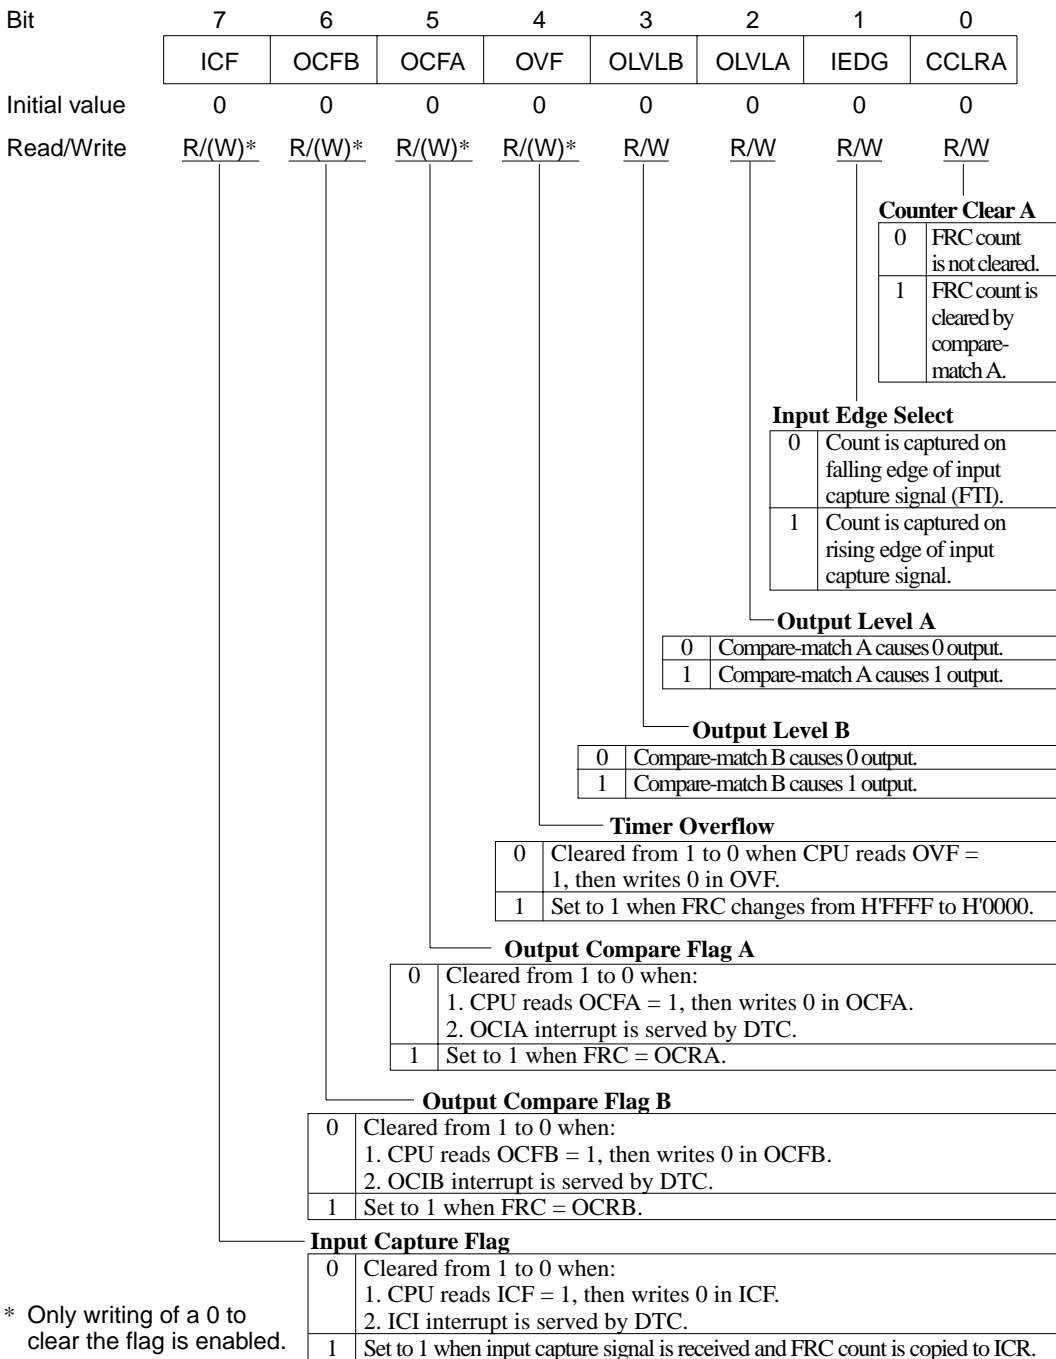 Bit 7 6 5 4 3 2 1 0
ICF OCFB OCFA OVF OLVLB OLVLA IEDG CCLRA
Initial value 0 0 0 0 0 0 0 0
Read/Write R/(W)* R/(W)* R/(W)* R/(W)* R/W R/W R/W R/W
Counter Clear A
0 FRC count
is not cleared.
1 FRC count is
cleared by
compare-
match A.
Input Edge Select
0 Count is captured on
falling edge of input
capture signal (FTI).
1 Count is captured on
rising edge of input
capture signal.
Output Level A
0 Compare-match A causes 0 output.
1 Compare-match A causes 1 output.
Output Level B
0 Compare-match B causes 0 output.
1 Compare-match B causes 1 output.
Timer Overflow
0 Cleared from 1 to 0 when CPU reads OVF =
1, then writes 0 in OVF.
1 Set to 1 when FRC changes from H'FFFF to H'0000.
Output Compare Flag A
0 Cleared from 1 to 0 when:
1. CPU reads OCFA = 1, then writes 0 in OCFA.
2. OCIA interrupt is served by DTC.
1 Set to 1 when FRC = OCRA.
Output Compare Flag B
0 Cleared from 1 to 0 when:
1. CPU reads OCFB = 1, then writes 0 in OCFB.
2. OCIB interrupt is served by DTC.
1 Set to 1 when FRC = OCRB.
Input Capture Flag
0 Cleared from 1 to 0 when:
1. CPU reads ICF = 1, then writes 0 in ICF.
2. ICI interrupt is served by DTC.
1 Set to 1 when input capture signal is received and FRC count is copied to ICR.
* Only writing of a 0 to
clear the flag is enabled.